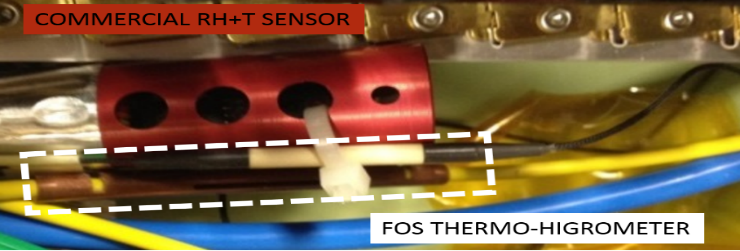 COMMERCIAL RH+T SENSOR
FOS THERMO-HIGROMETER